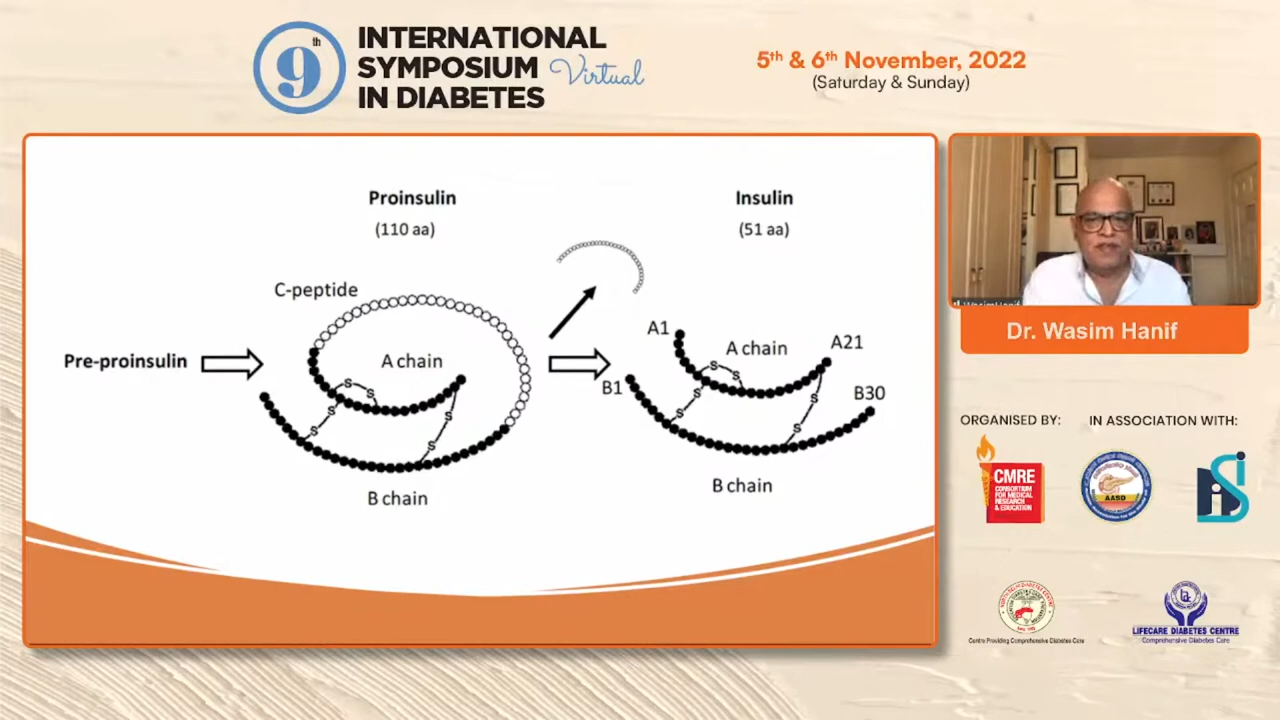 9th
INTERNATIONAL
SYMPOSIUM Virtual
IN DIABETES
5th & 6th November, 2022
(Saturday & Sunday)
Proinsulin
(110 aa)
Insulin
(51 aa)
C-peptide
Pre-proinsulin
A chain
S S
S
S
S
S
B chain
A1
A chain
A21
B1
B30
S S
S
S
S
S
B chain
WasimHanif
Dr. Wasim Hanif
ORGANISED BY:
IN ASSOCIATION WITH:
CMRE
CONSORTIUM
FOR MEDICAL
RESEARCH
& EDUCATION
AASD
Centre Providing Comprehensive Diabetes Care
LIFECARE DIABETES CENTRE
Comprehensive Diabetes Care